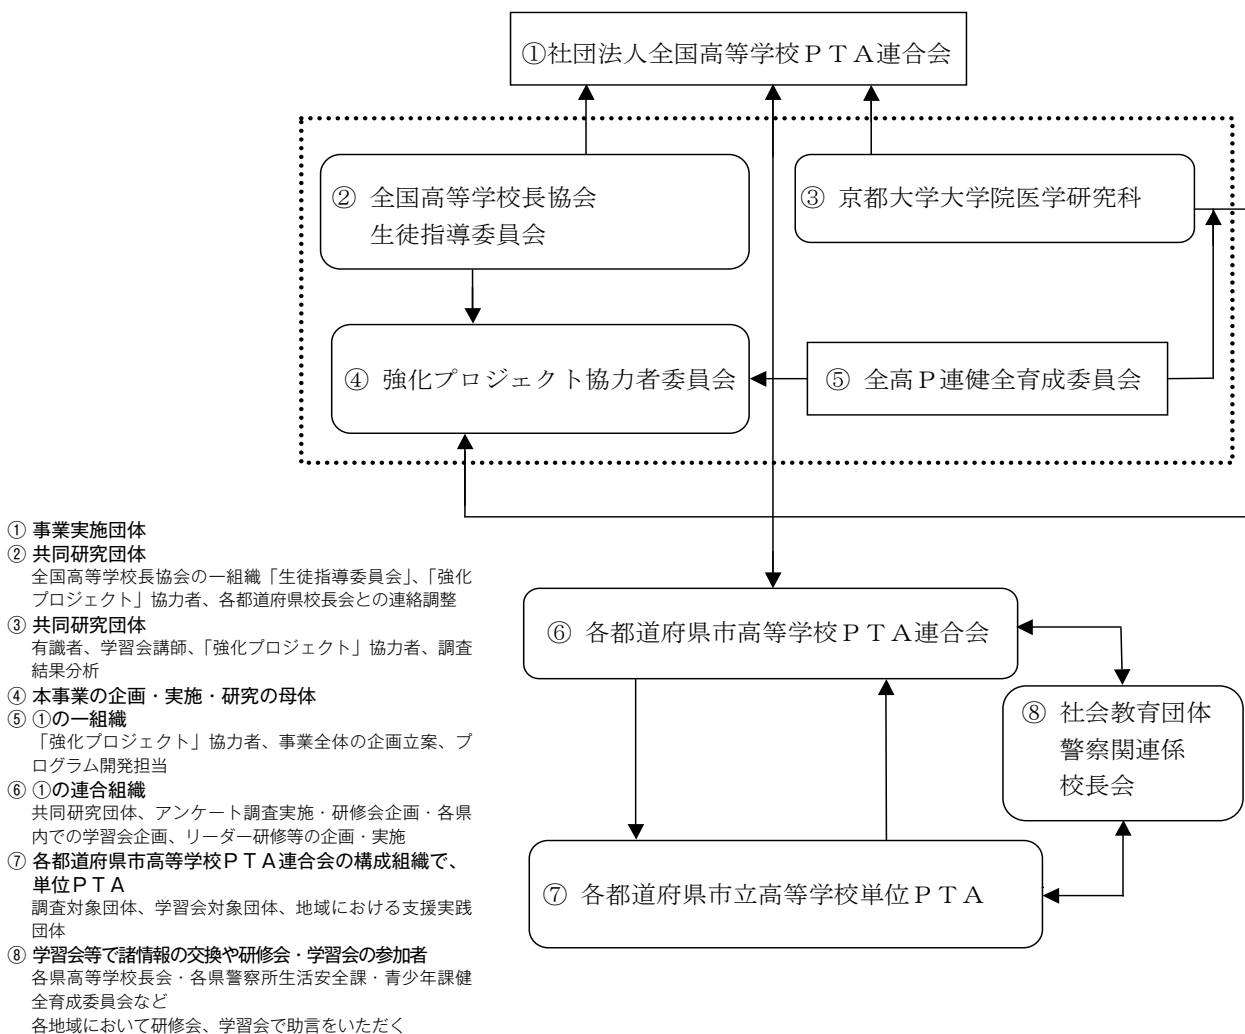 ①社団法人全国高等学校ＰＴＡ連合会
② 全国高等学校長協会
生徒指導委員会
③ 京都大学大学院医学研究科
④ 強化プロジェクト協力者委員会
⑤ 全高Ｐ連健全育成委員会
⑥ 各都道府県市高等学校ＰＴＡ連合会
⑧ 社会教育団体
警察関連係
校長会
⑦ 各都道府県市立高等学校単位ＰＴＡ
① 事業実施団体
② 共同研究団体
全国高等学校長協会の一組織「生徒指導委員会」、「強化
プロジェクト」協力者、各都道府県校長会との連絡調整
③ 共同研究団体
有識者、学習会講師、「強化プロジェクト」協力者、調査
結果分析
④ 本事業の企画・実施・研究の母体
⑤ ①の一組織
「強化プロジェクト」協力者、事業全体の企画立案、プ
ログラム開発担当
⑥ ①の連合組織
共同研究団体、アンケート調査実施・研修会企画・各県
内での学習会企画、リーダー研修等の企画・実施
⑦ 各都道府県市高等学校ＰＴＡ連合会の構成組織で、
単位ＰＴＡ
調査対象団体、学習会対象団体、地域における支援実践
団体
⑧ 学習会等で諸情報の交換や研修会・学習会の参加者
各県高等学校長会・各県警察所生活安全課・青少年課健
全育成委員会など
各地域において研修会、学習会で助言をいただく